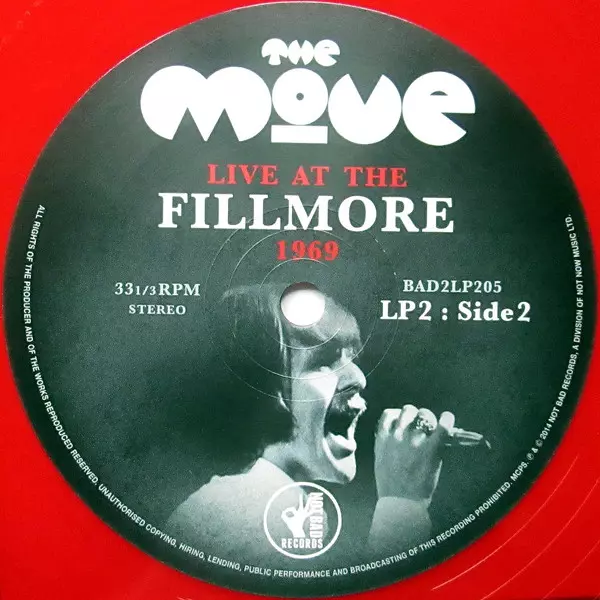 THE
MOVE
LIVE AT THE
FILLMORE
1969
33 1/3 RPM
STEREO
BAD2LP205
LP2 : Side 2
NOT BAD
RECORDS
ALL RIGHTS OF THE PRODUCER AND OF THE WORKS REPRODUCED RESERVED. UNAUTHORISED COPYING, HIRING, LENDING, PUBLIC PERFORMANCE AND BROADCASTING OF THIS RECORDING PROHIBITED. MCPS. ℗ & © 2014 NOT BAD RECORDS, A DIVISION OF NOT NOW MUSIC LTD.